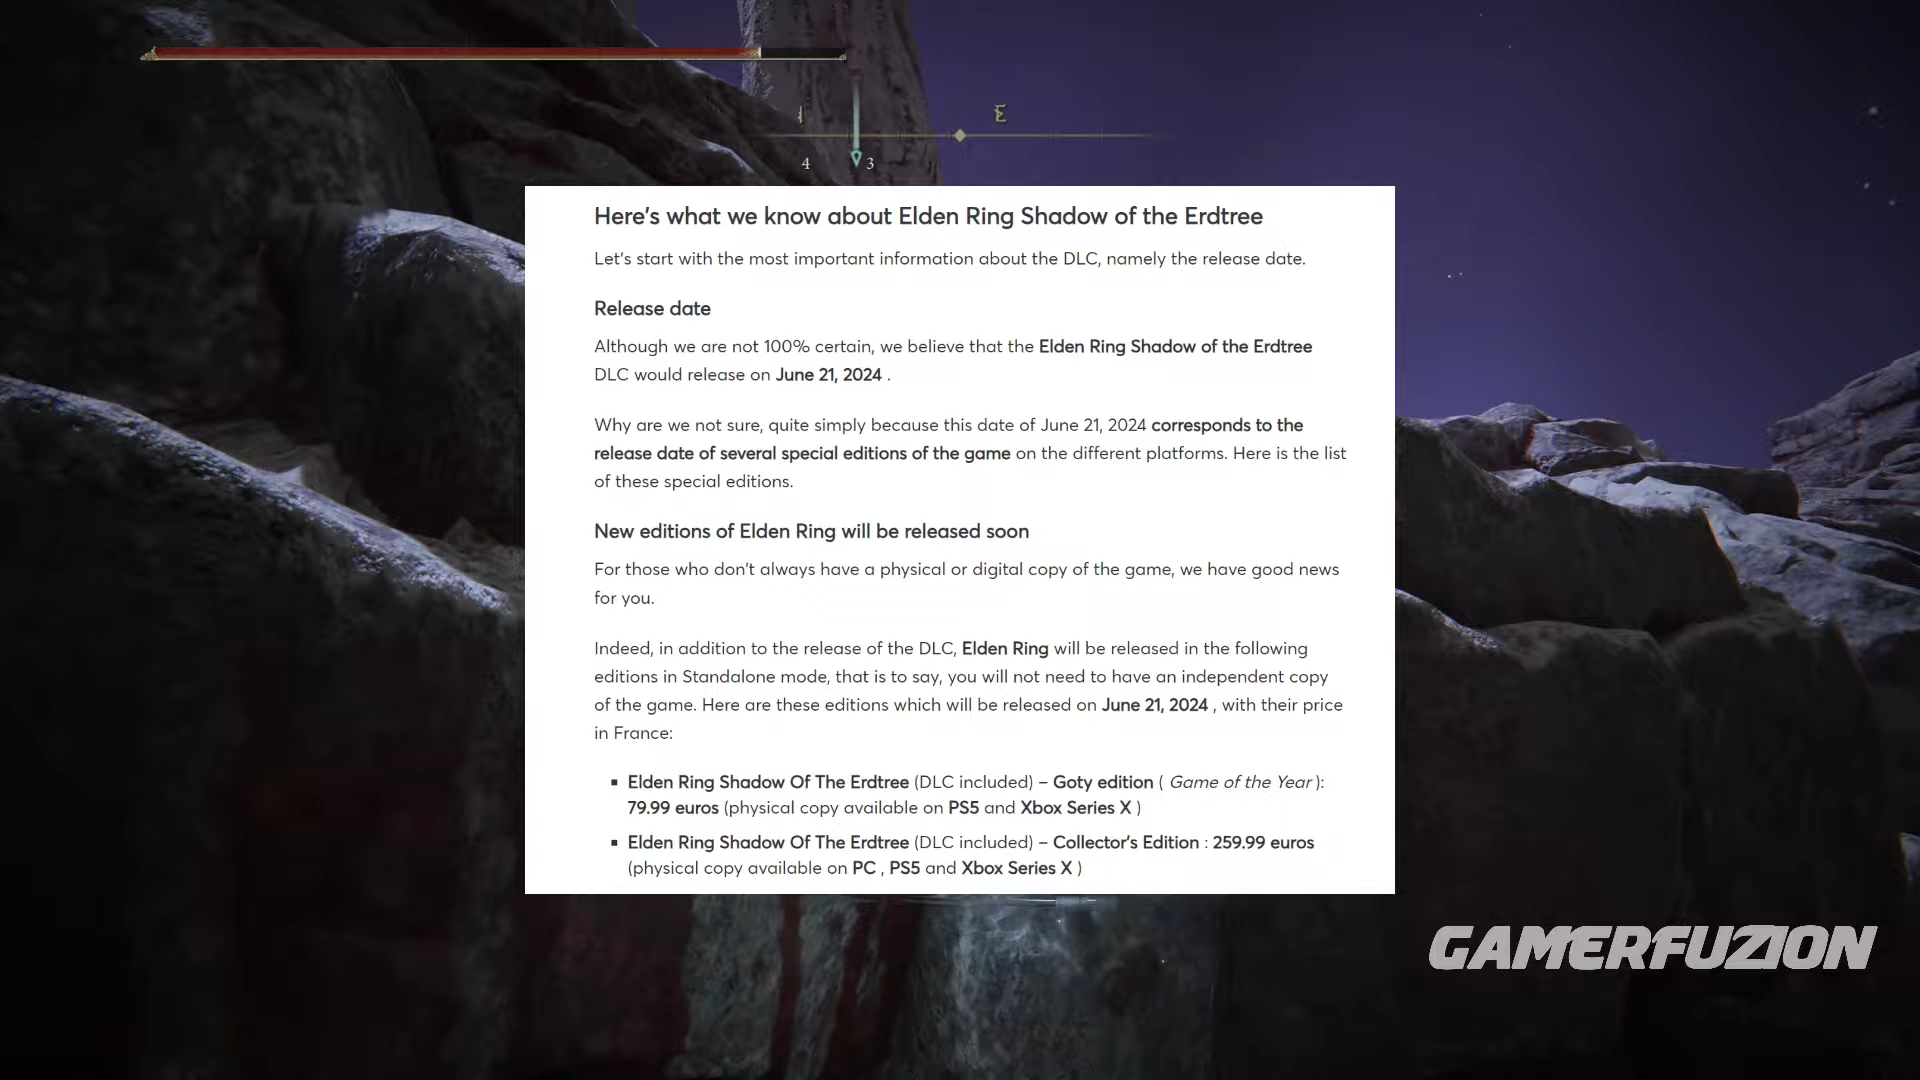 E
4
3
Here's what we know about Elden Ring Shadow of the Erdtree
Let's start with the most important information about the DLC, namely the release date.
Release date
Although we are not 100% certain, we believe that the Elden Ring Shadow of the Erdtree
DLC would release on June 21, 2024 .
Why are we not sure, quite simply because this date of June 21, 2024 corresponds to the
release date of several special editions of the game on the different platforms. Here is the list
of these special editions.
New editions of Elden Ring will be released soon
For those who don't always have a physical or digital copy of the game, we have good news
for you.
Indeed, in addition to the release of the DLC, Elden Ring will be released in the following
editions in Standalone mode, that is to say, you will not need to have an independent copy
of the game. Here are these editions which will be released on June 21, 2024 , with their price
in France:
▪ Elden Ring Shadow Of The Erdtree (DLC included) – Goty edition ( Game of the Year ):
79.99 euros (physical copy available on PS5 and Xbox Series X )
▪ Elden Ring Shadow Of The Erdtree (DLC included) – Collector's Edition : 259.99 euros
(physical copy available on PC , PS5 and Xbox Series X )
GAMERFUZION